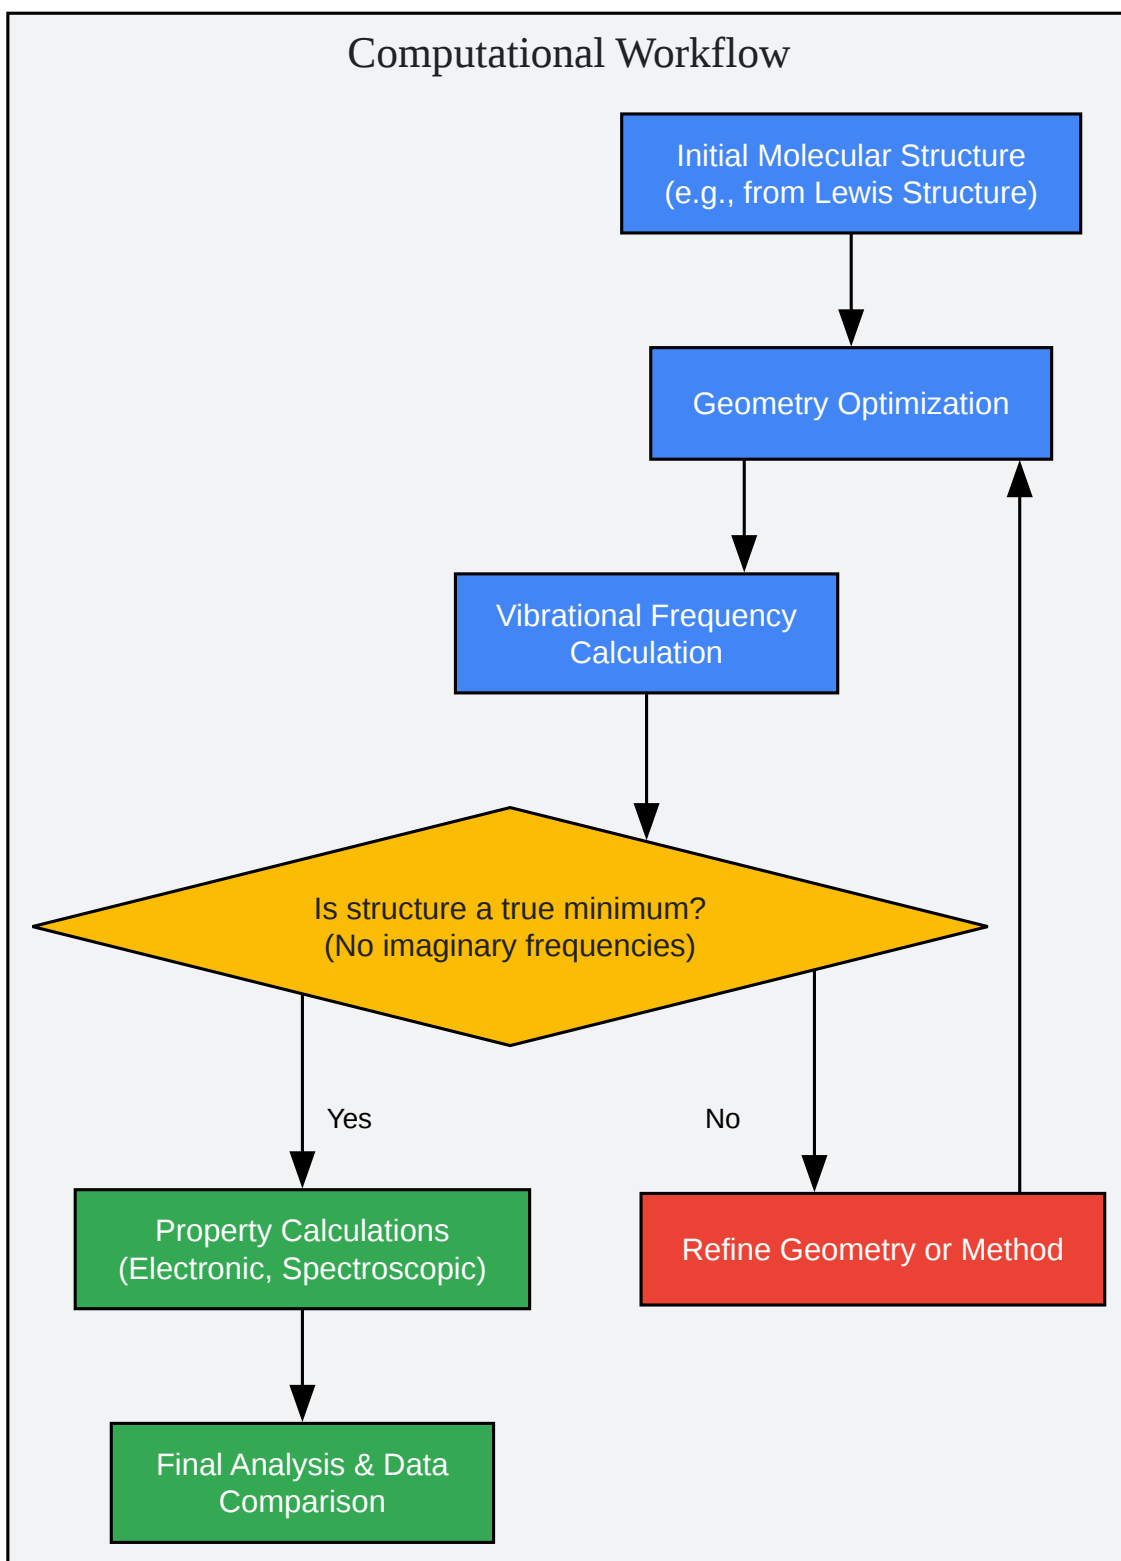 Computational Workflow
Initial Molecular Structure
(e.g., from Lewis Structure)
Geometry Optimization
Vibrational Frequency
Calculation
Is structure a true minimum?
(No imaginary frequencies)
Yes
No
Property Calculations
(Electronic, Spectroscopic)
Refine Geometry or Method
Final Analysis & Data
Comparison